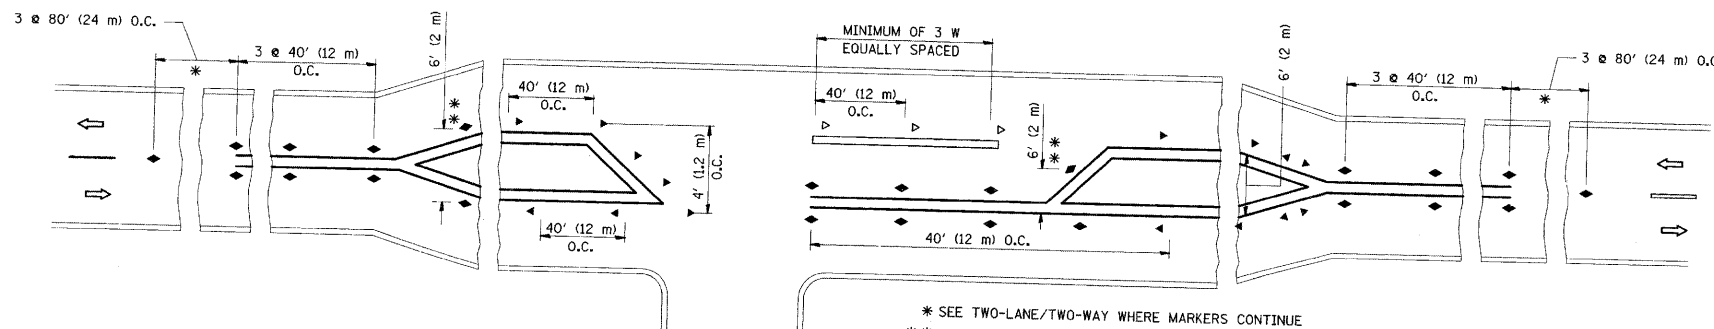 3 @ 80' (24 m) O.C.
3 @ 40' (12 m)
O.C.
*
6' (2 m)
**
40' (12 m)
O.C.
4' (1.2 m)
O.C.
40' (12 m)
O.C.
MINIMUM OF 3 W
EQUALLY SPACED
40' (12 m)
O.C.
6' (2 m)
**
40' (12 m) O.C.
6' (2 m)
3 @ 40' (12 m)
O.C.
*
3 @ 80' (24 m) O.C
* SEE TWO-LANE/TWO-WAY WHERE MARKERS CONTINUE
**